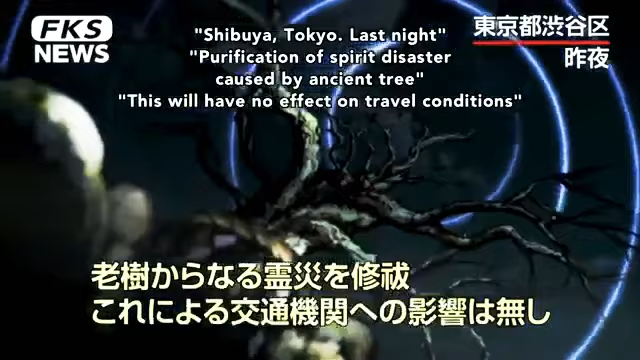 FKS
NEWS
"Shibuya, Tokyo. Last night"
"Purification of spirit disaster
caused by ancient tree"
"This will have no effect on travel conditions"
東京都渋谷区
昨夜
老樹からなる霊災を修祓
これによる交通機関への影響は無し